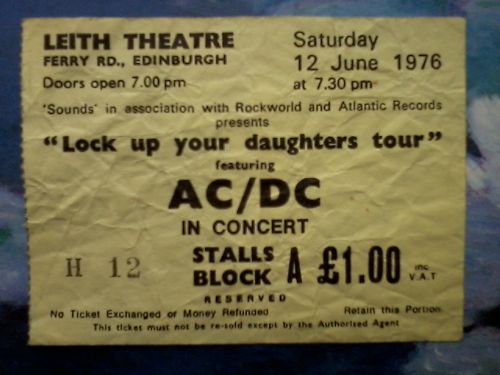 LEITH THEATRE
FERRY RD., EDINBURGH
Doors open 7.00 pm
Saturday
12 June 1976
at 7.30 pm
'Sounds' in association with Rockworld and Atlantic Records
presents
"Lock up your daughters tour"
featuring
AC/DC
IN CONCERT
H 12
STALLS
BLOCK A £1.00 inc
V.A.T
RESERVED
No Ticket Exchanged or Money Refunded
Retain this Portion
This ticket must not be re-sold except by the Authorised Agent